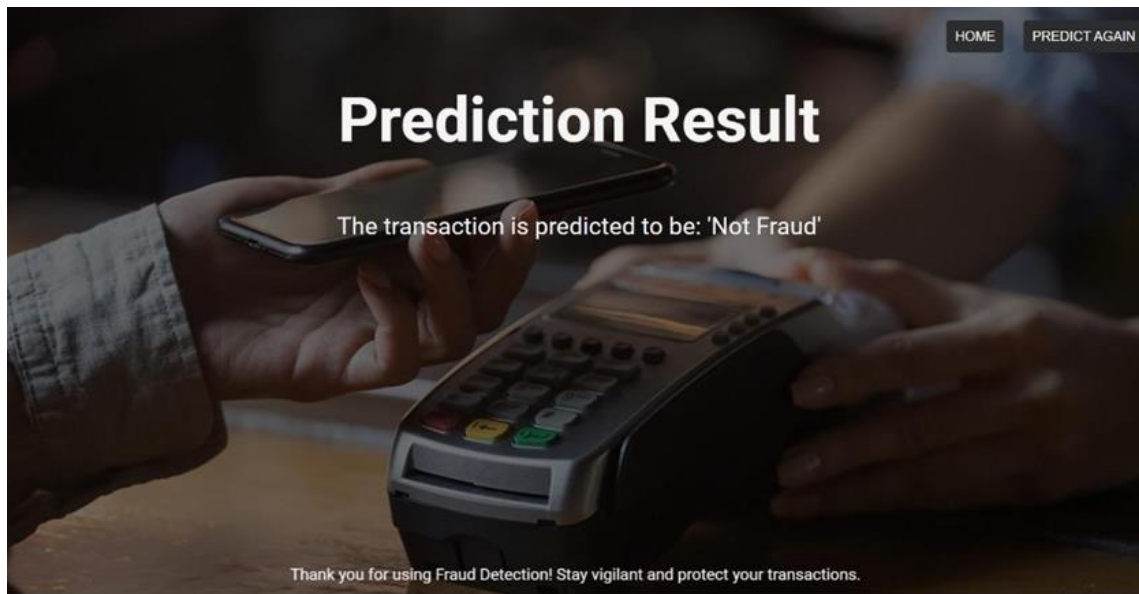 HOME PREDICT AGAIN
Prediction Result
The transaction is predicted to be: 'Not Fraud'
Thank you for using Fraud Detection! Stay vigilant and protect your transactions.